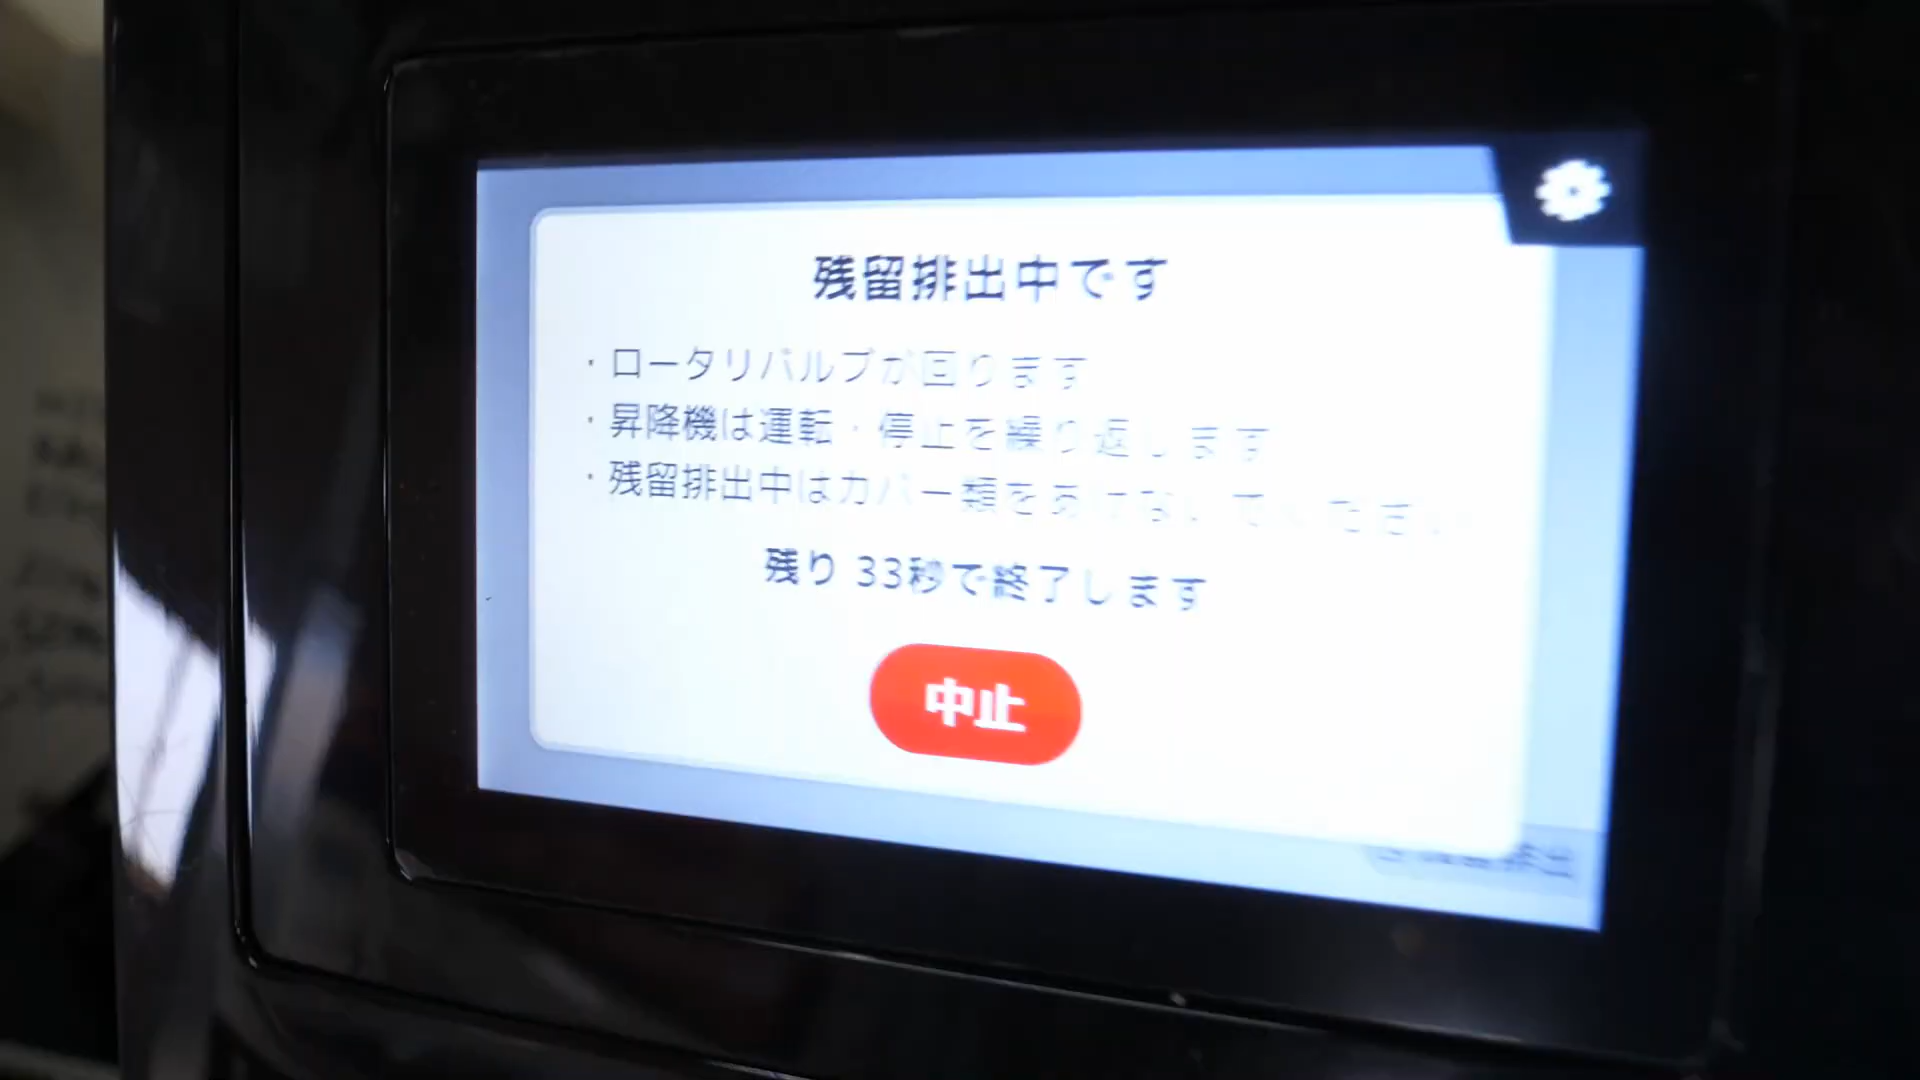 残留排出中です
・ロータリバルブが回ります
・昇降機は運転・停止を繰り返します
・残留排出中はカバー類をあけないでください
残り 33秒で終了します
中止
排出